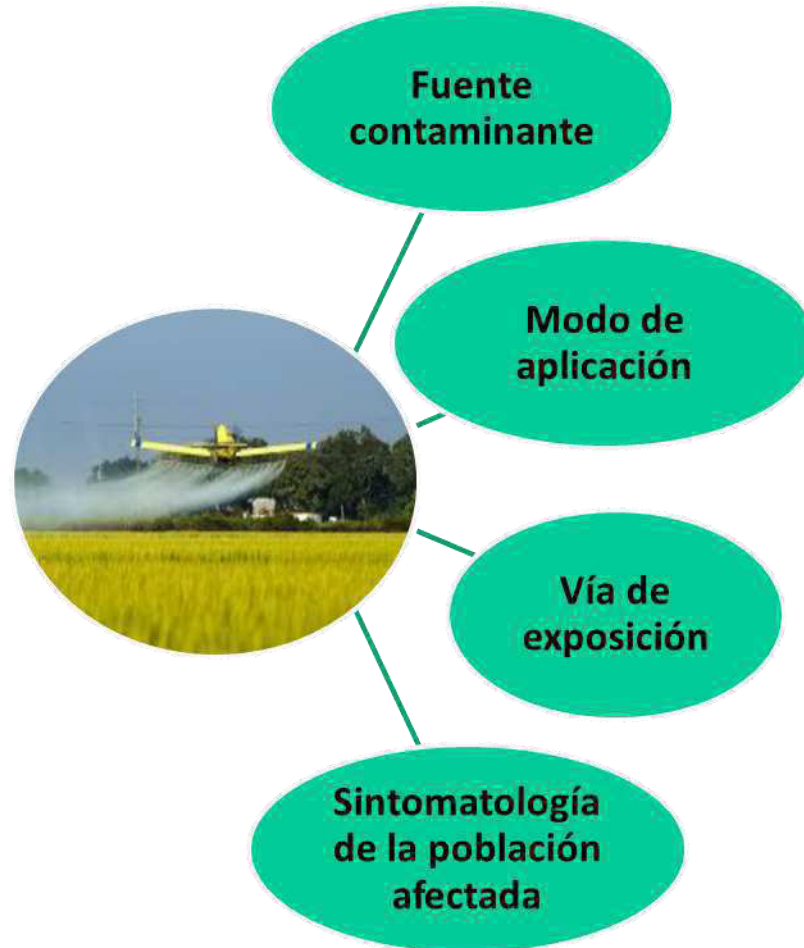 Fuente
contaminante
Modo de
aplicación
Vía de
exposición
Sintomatología
de la población
afectada